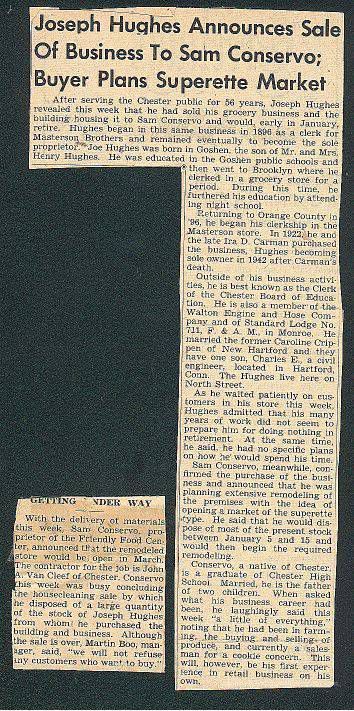 Joseph Hughes Announces Sale
Of Business To Sam Conservo;
Buyer Plans Superette Market
After serving the Chester public for 56 years, Joseph Hughes
revealed this week that he had sold his grocery business and the
building housing it to Sam Conservo and would, early in January,
retire. Hughes began in this same business in 1896 as a clerk for
Masterson Brothers and remained eventually to become the sole
proprietor. Joe Hughes was born in Goshen, the son of Mr. and Mrs.
Henry Hughes. He was educated in the Goshen public schools and
then went to Brooklyn where he
clerked in a grocery store for a
period. During this time, he
furthered his education by attend-
ing night school.
Returning to Orange County in
'96, he began his clerkship in the
Masterson store. In 1922, he and
the late Ira D. Carman purchased
the business, Hughes becoming
sole owner in 1942 after Carman's
death.
Outside of his business activi-
ties, he is best known as the Clerk
of the Chester Board of Educa-
tion. He is also a member of the
Walton Engine and Hose Com-
pany and of Standard Lodge No.
711, F. & A. M., in Monroe. He
married the former Caroline Crip-
pen of New Hartford and they
have one son, Charles E., a civil
engineer, located in Hartford,
Conn. The Hughes live here on
North Street.
As he waited patiently on cus-
tomers in his store this week,
Hughes admitted that his many
years of work did not seem to
prepare him for doing nothing in
retirement. At the same time,
he said, he had no specific plans
on how he would spend his time.
Sam Conservo, meanwhile, con-
firmed the purchase of the busi-
ness and announced that he was
planning extensive remodeling of
the premises with the idea of
opening a market of the superette
type. He said that he would dis-
pose of most of the present stock
between January 5 and 15 and
would then begin the required
remodeling.
Conservo, a native of Chester,
is a graduate of Chester High
School. Married, he is the father
of two children. When asked
what his business career had
been, he laughingly said this
week "a little of everything,"
noting that he had been in farm-
ing, the buying and selling of
produce, and currently a sales-
man for a cookie concern. This
will, however, be his first exper-
ience in retail business on his
own.
GETTING NDER WAY
With the delivery of materials
this week, Sam Conservo, pro-
prietor of the Friendly Food Cen-
ter, announced that the remodeled
store would be open in March.
The contractor for the job is John
A. Van Cleef of Chester. Conservo
this week was busy concluding
the housecleaning sale by which
he disposed of a large quantity
of the stock of Joseph Hughes
from whom he purchased the
building and business. Although
the sale is over, Martin Boo, man-
ager, said, "we will not refuse
any customers who want to buy."